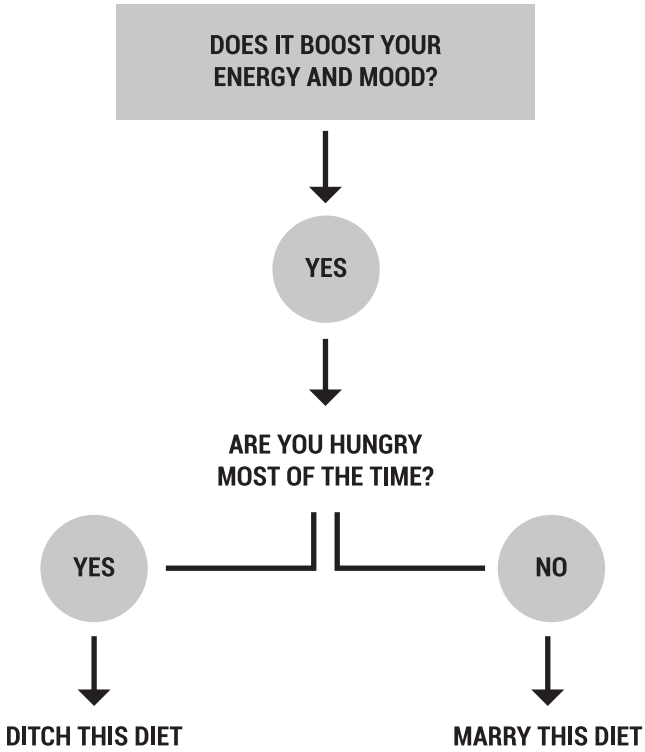 DOES IT BOOST YOUR
ENERGY AND MOOD?
YES
ARE YOU HUNGRY
MOST OF THE TIME?
YES
NO
DITCH THIS DIET
MARRY THIS DIET